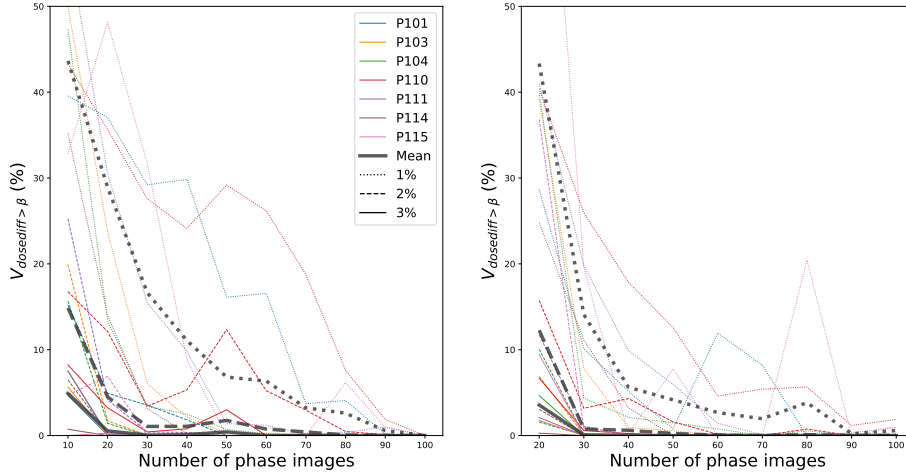 50
40
30
20
10
0
V_{dosediff > β} (%)
10 20 30 40 50 60 70 80 90 100
Number of phase images
P101
P103
P104
P110
P111
P114
P115
Mean
1%
2%
3%
50
40
30
20
10
0
V_{dosediff > β} (%)
20 30 40 50 60 70 80 90 100
Number of phase images